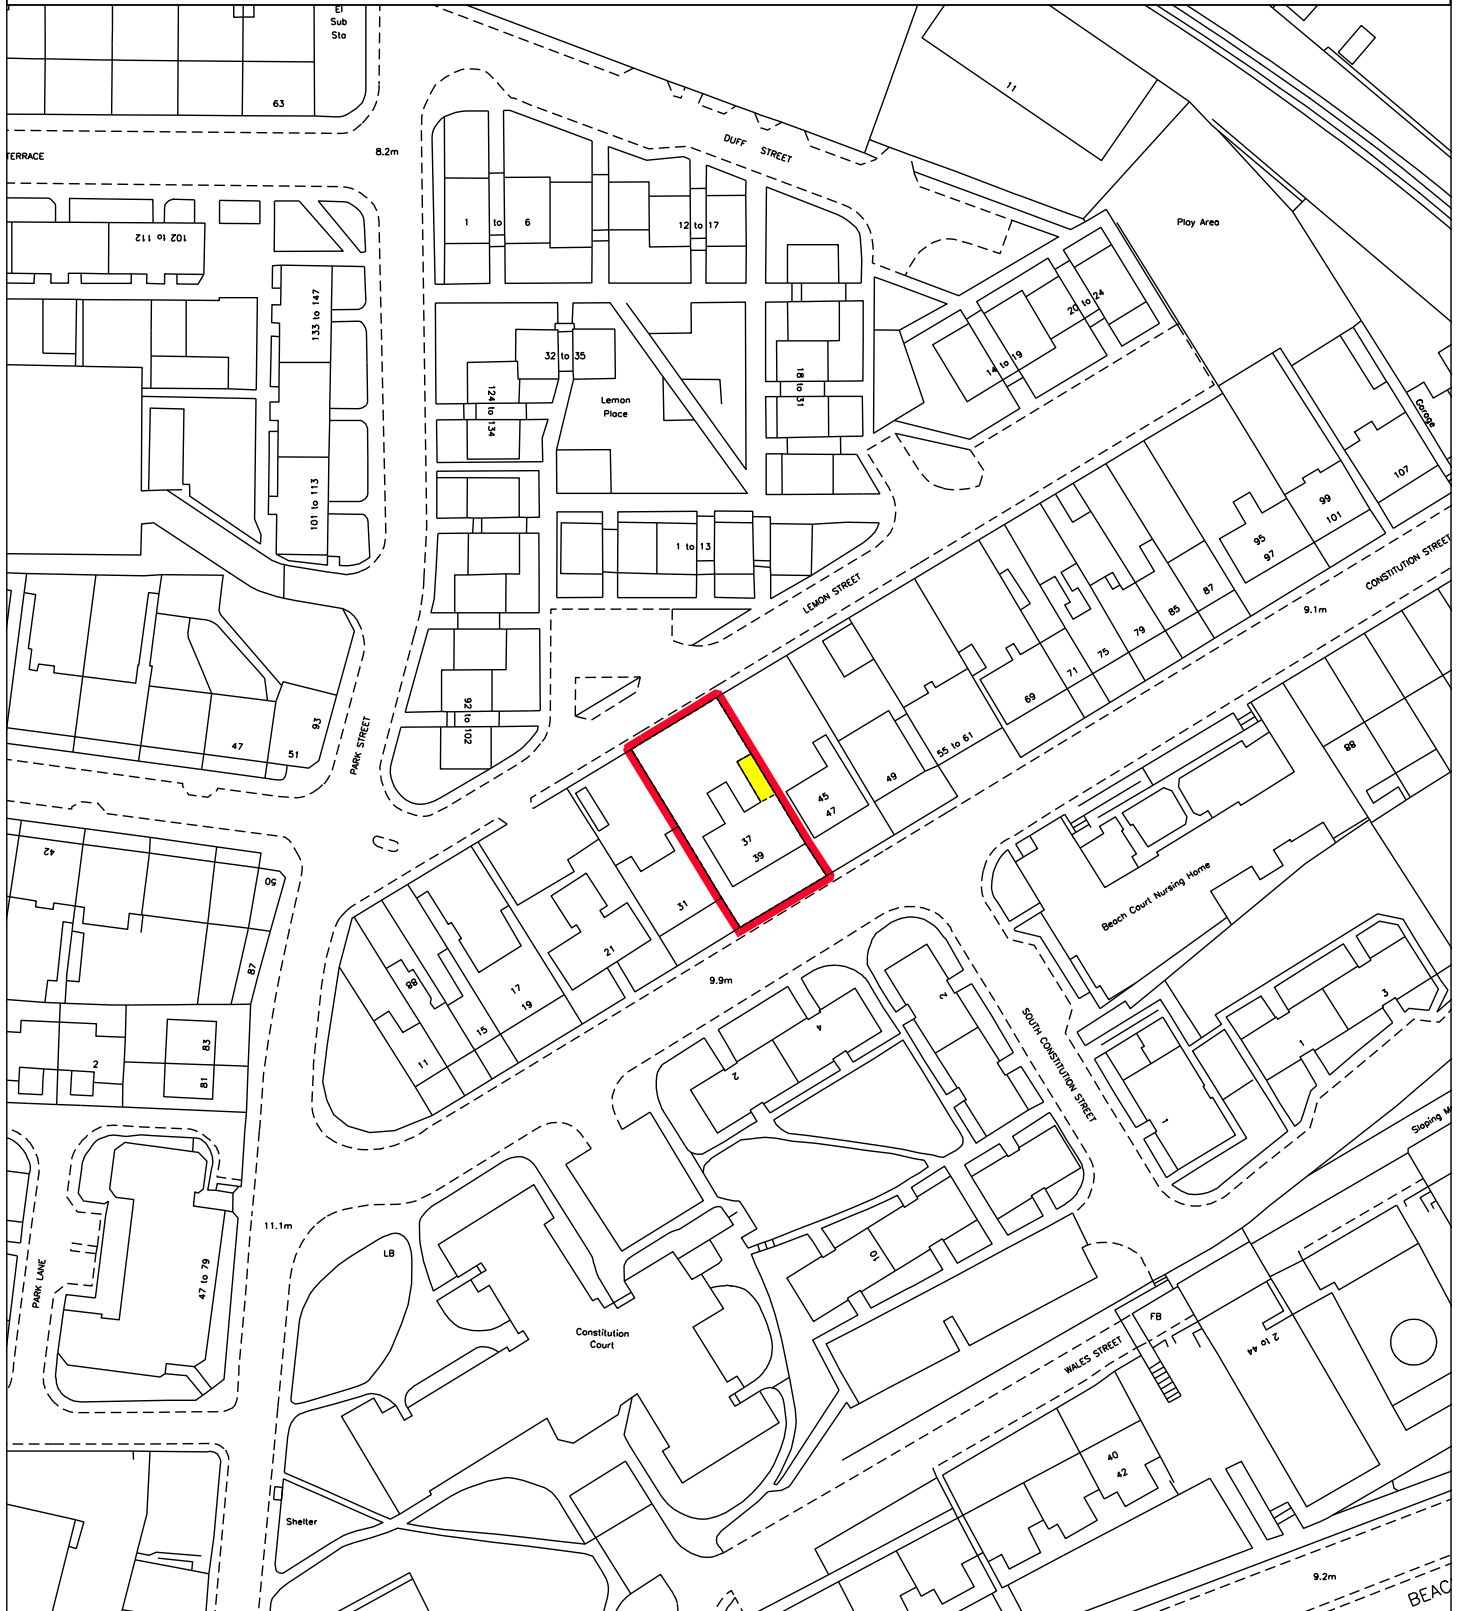 El
Sub
Sta
63
11
TERRACE
8.2m
DUFF STREET
102 to 112
1 to 6
12 to 17
Play Area
133 to 147
32 to 35
124 to 134
Lemon
Place
18 to 31
20 to 24
14 to 19
Garage
101 to 113
1 to 13
107
99
101
95
97
LEMON STREET
CONSTITUTION STREET
9.1m
87
85
79
75
71
69
93
47
51
PARK STREET
92 to 102
55 to 61
49
45
47
88
37
39
42
50
31
Beach Court Nursing Home
87
21
88
17
19
15
11
9.9m
2
4
2
SOUTH CONSTITUTION STREET
3
1
1
83
81
2
Sloping M
11.1m
LB
10
PARK LANE
47 to 79
Constitution
Court
FB
WALES STREET
2 to 44
40
42
Shelter
9.2m
BEAC